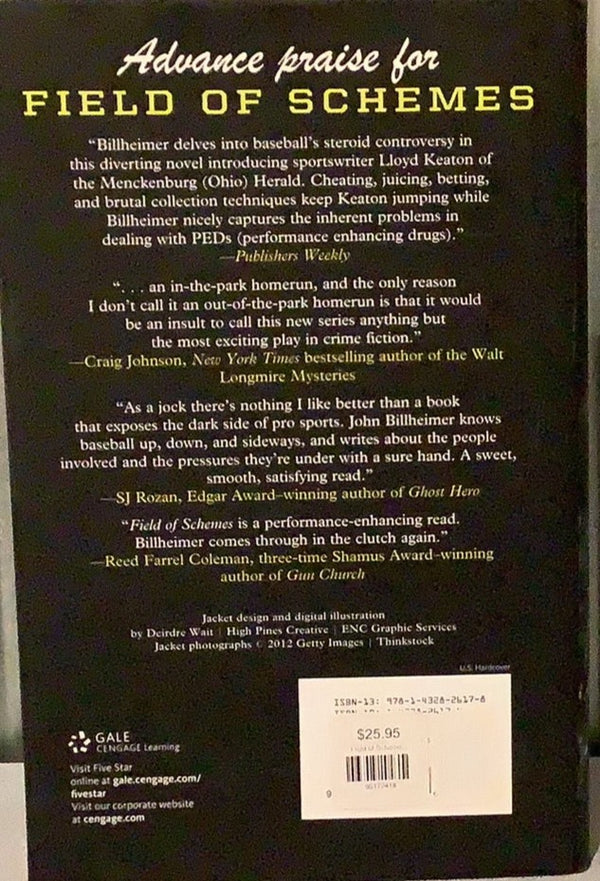 Advance praise for
FIELD OF SCHEMES
“Billheimer delves into baseball’s steroid controversy in
this diverting novel introducing sportswriter Lloyd Keaton of
the Menckenburg (Ohio) Herald. Cheating, juicing, betting,
and brutal collection techniques keep Keaton jumping while
Billheimer nicely captures the inherent problems in
dealing with PEDs (performance enhancing drugs).”
—Publishers Weekly
“. . . an in-the-park homerun, and the only reason
I don’t call it an out-of-the-park homerun is that it would
be an insult to call this new series anything but
the most exciting play in crime fiction.”
—Craig Johnson, New York Times bestselling author of the Walt
Longmire Mysteries
“As a jock there’s nothing I like better than a book
that exposes the dark side of pro sports. John Billheimer knows
baseball up, down, and sideways, and writes about the people
involved and the pressures they’re under with a sure hand. A sweet,
smooth, satisfying read.”
—SJ Rozan, Edgar Award–winning author of Ghost Hero
“Field of Schemes is a performance-enhancing read.
Billheimer comes through in the clutch again.”
—Reed Farrel Coleman, three-time Shamus Award–winning
author of Gun Church
Jacket design and digital illustration
by Deirdre Wait | High Pines Creative | ENC Graphic Services
Jacket photographs © 2012 Getty Images | Thinkstock
U.S. Hardcover
ISBN-13: 978-1-4328-2617-8
$25.95
9
GALE
CENGAGE Learning
Visit Five Star
online at gale.cengage.com/
fivestar
Visit our corporate website
at cengage.com